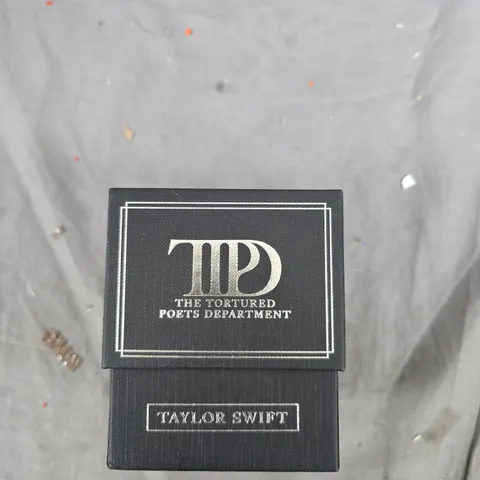 TTPD
THE TORTURED
POETS DEPARTMENT
TAYLOR SWIFT